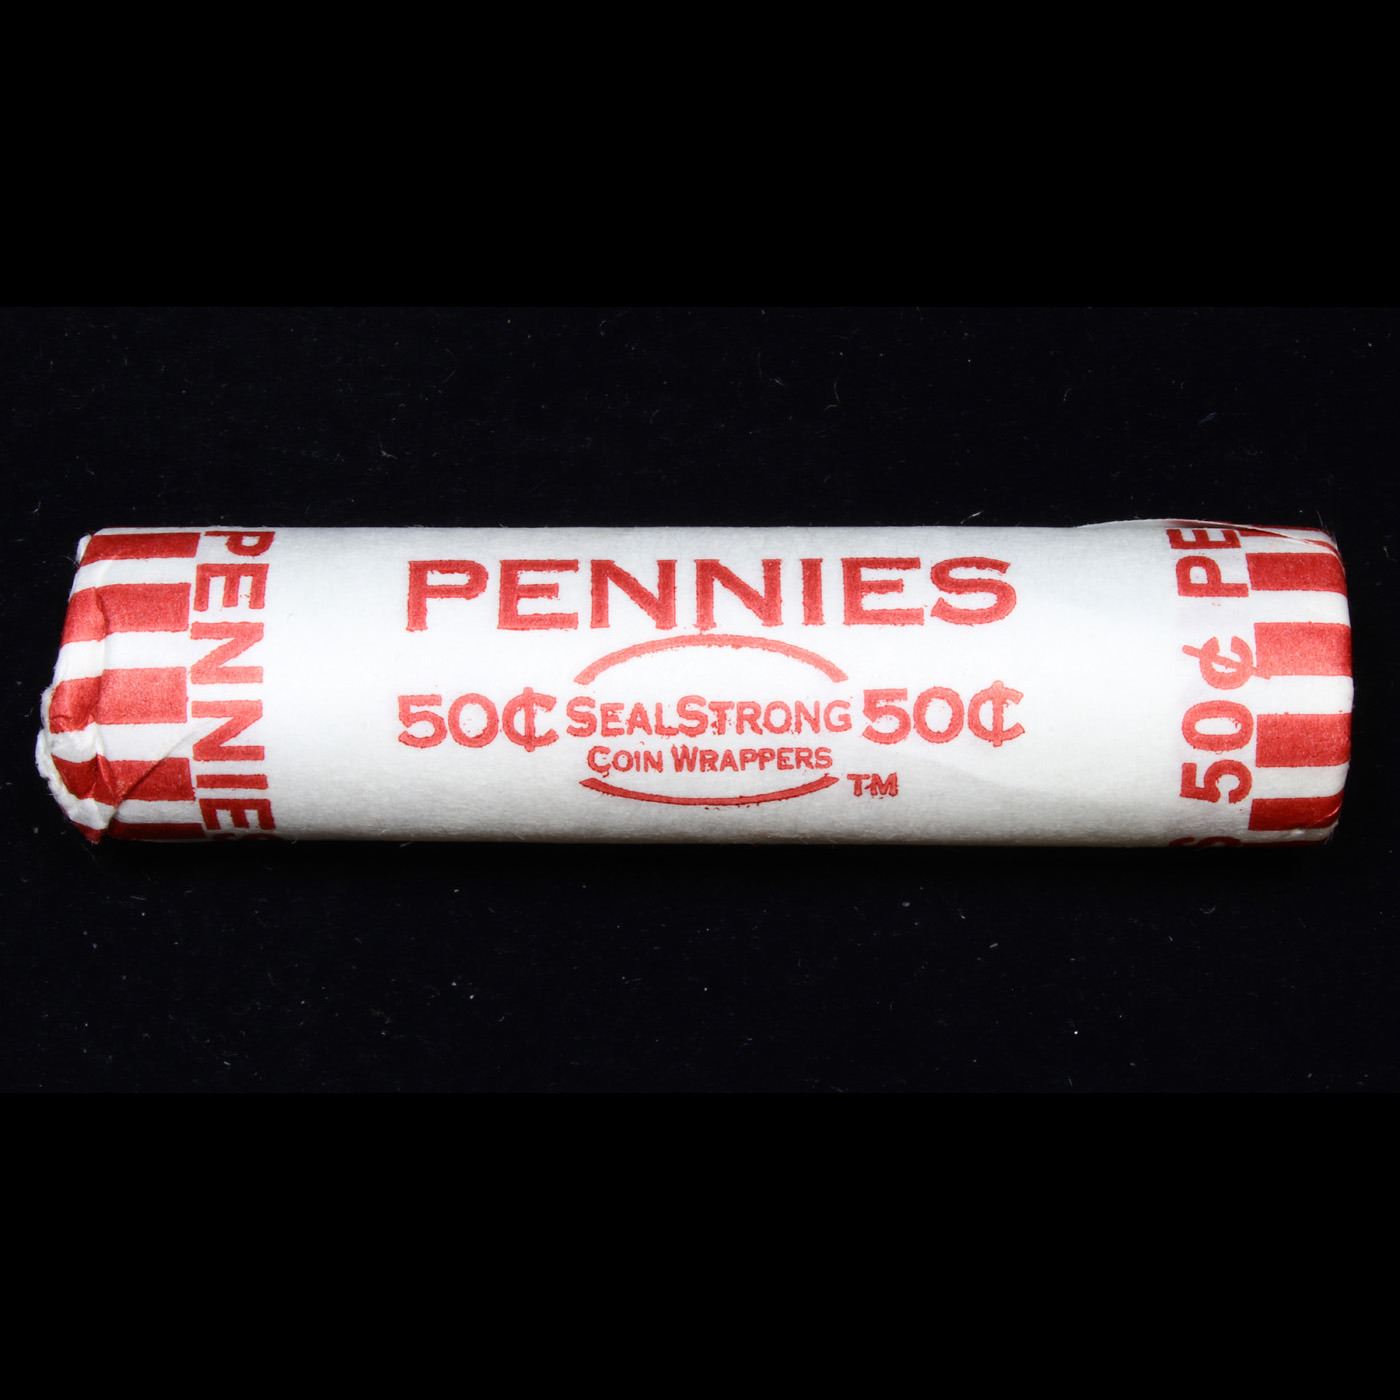 PENNIES
50¢ SEALSTRONG 50¢
COIN WRAPPERS
TM
PENNIES
50¢ PE